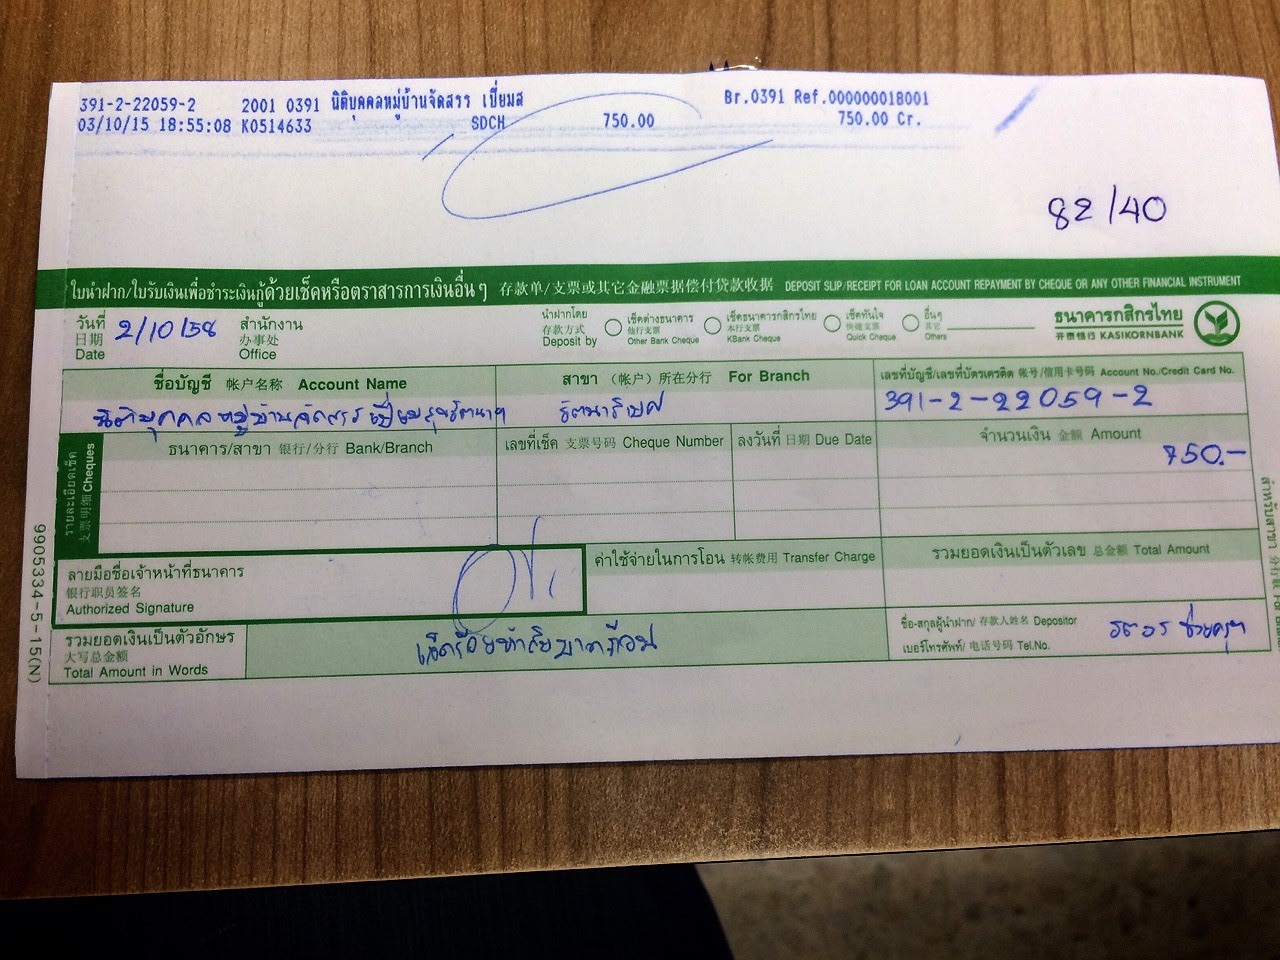 391-2-22059-2 2001 0391 นิติบุคคลหมู่บ้านจัดสรร เปี่ยมส Br.0391 Ref.000000018001
03/10/15 18:55:08 K0514633 SDCH 750.00 750.00 Cr.
82/40
ใบนำฝาก/ใบรับเงินเพื่อชำระเงินกู้ด้วยเช็คหรือตราสารการเงินอื่นๆ 存款单/支票或其它金融票据偿付贷款收据 DEPOSIT SLIP/RECEIPT FOR LOAN ACCOUNT REPAYMENT BY CHEQUE OR ANY OTHER FINANCIAL INSTRUMENT
วันที่ 2/10/58 สำนักงาน นำฝากโดย เช็คต่างธนาคาร เช็คธนาคารกสิกรไทย เช็คทันใจ อื่นๆ ธนาคารกสิกรไทย
日期 办事处 存款方式 他行支票 本行支票 快捷支票 其它 开泰银行 KASIKORNBANK
Date Office Deposit by Other Bank Cheque KBank Cheque Quick Cheque Others
ชื่อบัญชี 帐户名称 Account Name สาขา (帐户) 所在分行 For Branch เลขที่บัญชี/เลขที่บัตรเครดิต 帐号/信用卡号码 Account No./Credit Card No.
นิติบุคคลหมู่บ้านจัดสรร เปี่ยมสุข รัตนาธิเบศ 391-2-22059-2
รายละเอียดเช็ค
支票明细 Cheques
ธนาคาร/สาขา 银行/分行 Bank/Branch เลขที่เช็ค 支票号码 Cheque Number ลงวันที่ 日期 Due Date จำนวนเงิน 金额 Amount
750.-
ลายมือชื่อเจ้าหน้าที่ธนาคาร ค่าใช้จ่ายในการโอน 转帐费用 Transfer Charge รวมยอดเงินเป็นตัวเลข 总金额 Total Amount
银行职员签名
Authorized Signature
รวมยอดเงินเป็นตัวอักษร เจ็ดร้อยห้าสิบบาทถ้วน ชื่อ-สกุลผู้นำฝาก/ 存款人姓名 Depositor
大写总金额 เบอร์โทรศัพท์/ 电话号码 Tel.No.
Total Amount in Words
9905334-5-15(N)